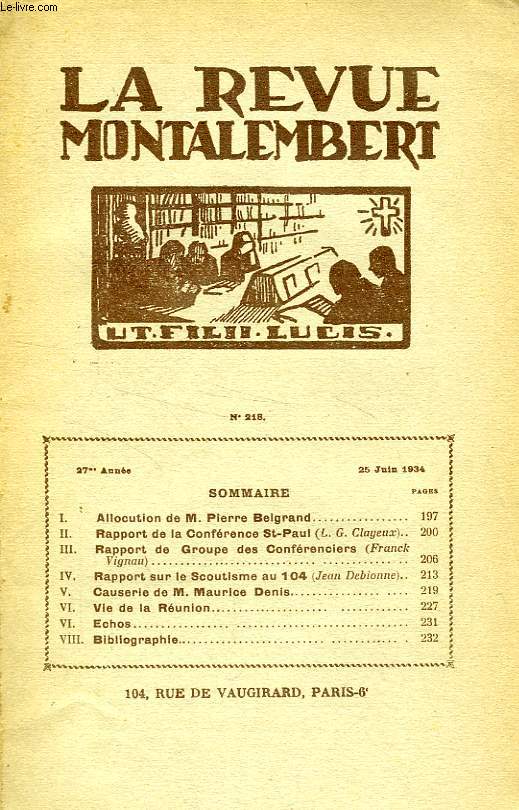 Le-livre.com
LA REVUE
MONTALEMBERT
UT. FILII. LUCIS.
N° 218.
27me Année 25 Juin 1934
SOMMAIRE PAGES
I. Allocution de M. Pierre Belgrand................ 197
II. Rapport de la Conférence St-Paul (L. G. Clayeux).. 200
III. Rapport de Groupe des Conférenciers (Franck
Vignau)............................................. 206
IV. Rapport sur le Scoutisme au 104 (Jean Debionne).. 213
V. Causerie de M. Maurice Denis.................... 219
VI. Vie de la Réunion................................ 227
VI. Echos............................................ 231
VIII. Bibliographie.................................... 232
104, RUE DE VAUGIRARD, PARIS-6e